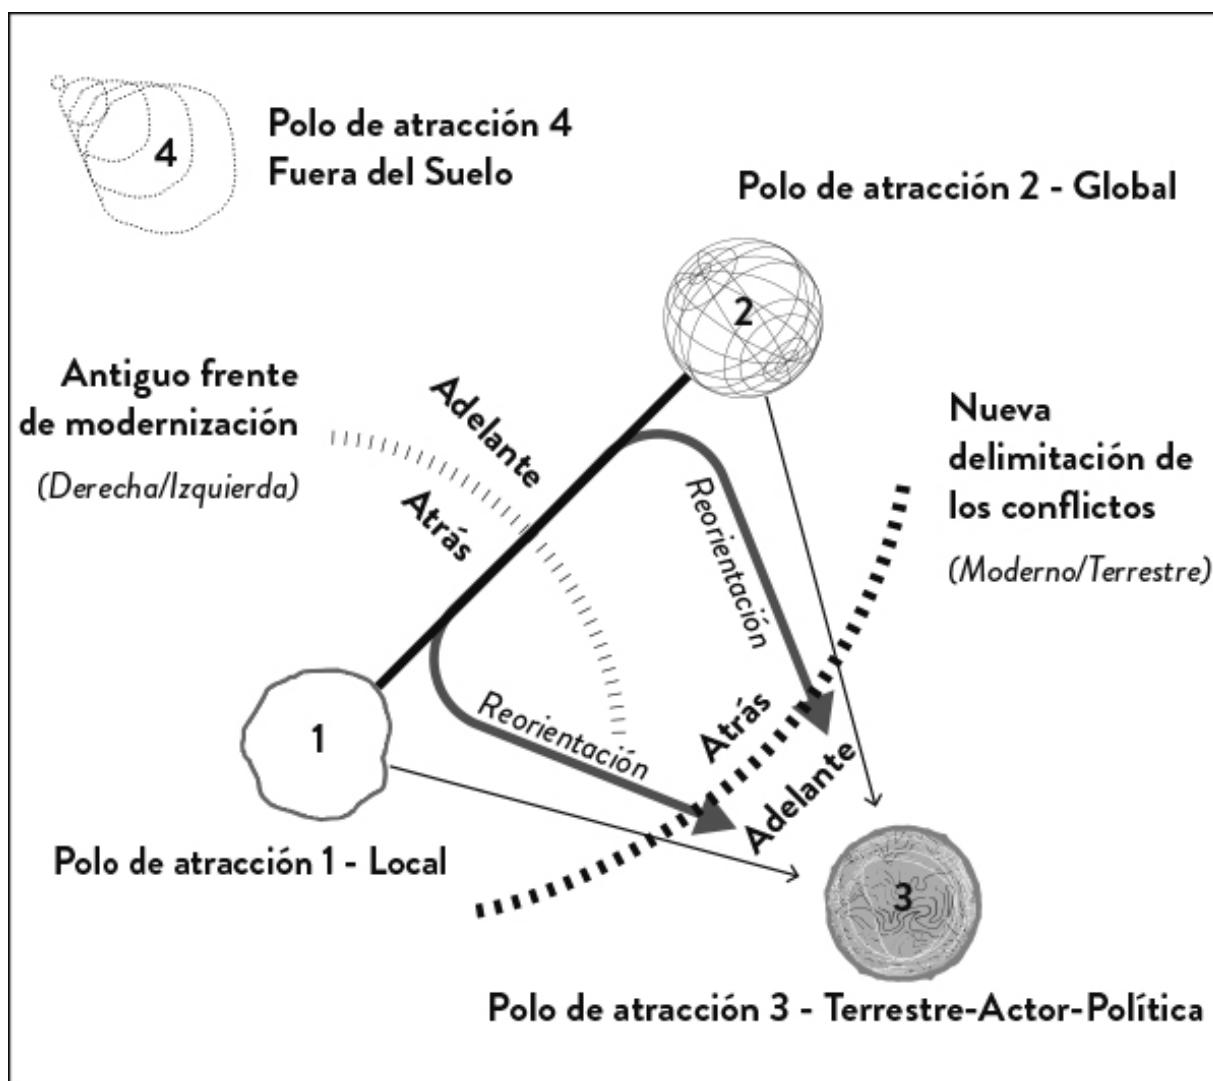 4
Polo de atracción 4
Fuera del Suelo
Polo de atracción 2 - Global
2
Antiguo frente
de modernización
(Derecha/Izquierda)
Adelante
Atrás
Nueva
delimitación de
los conflictos
(Moderno/Terrestre)
Reorientación
1
Reorientación
Atrás
Adelante
Polo de atracción 1 - Local
3
Polo de atracción 3 - Terrestre-Actor-Política